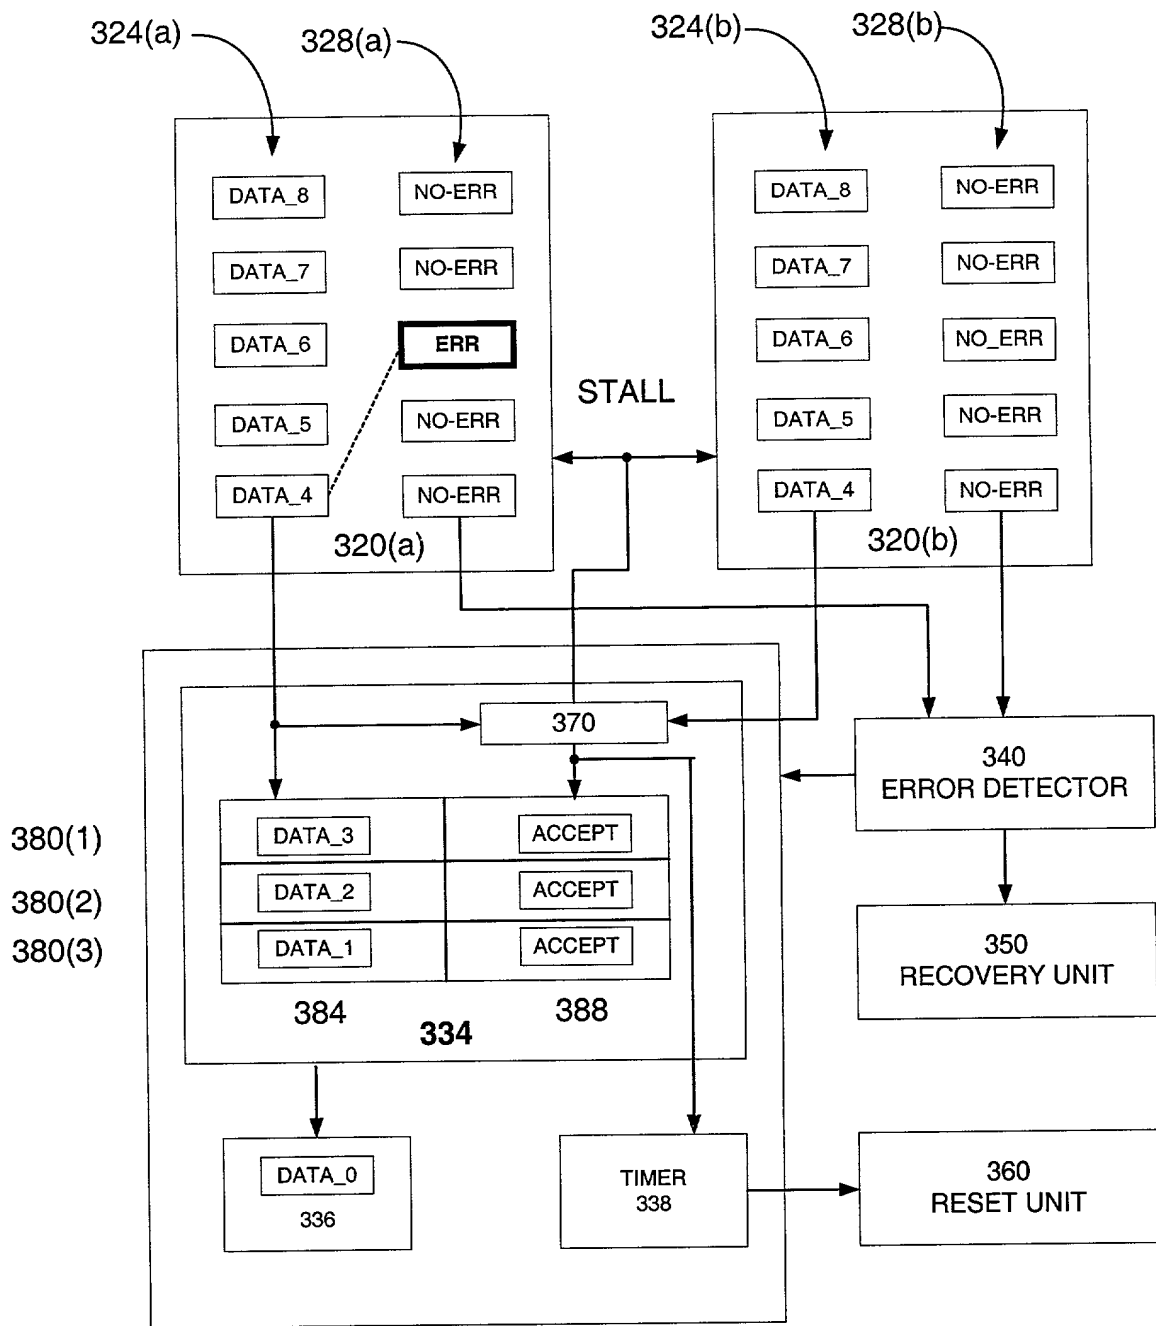 324(a)
328(a)
324(b)
328(b)
DATA_8
NO-ERR
DATA_7
NO-ERR
DATA_6
ERR
DATA_5
NO-ERR
DATA_4
NO-ERR
320(a)
STALL
DATA_8
NO-ERR
DATA_7
NO-ERR
DATA_6
NO_ERR
DATA_5
NO-ERR
DATA_4
NO-ERR
320(b)
370
340
ERROR DETECTOR
380(1)
DATA_3
ACCEPT
380(2)
DATA_2
ACCEPT
380(3)
DATA_1
ACCEPT
384
388
334
350
RECOVERY UNIT
DATA_0
336
TIMER
338
360
RESET UNIT